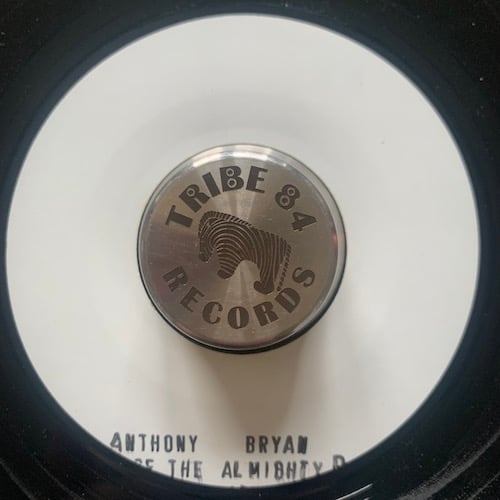 TRIBE 84
RECORDS
ANTHONY BRYAN
THE ALMIGHTY